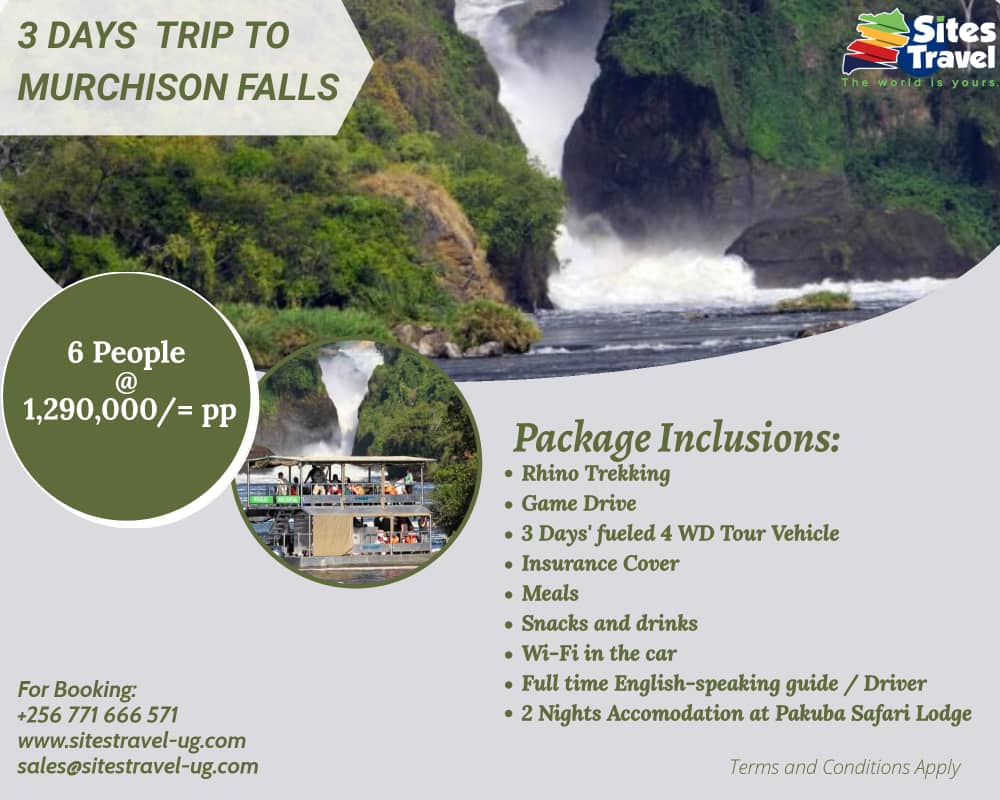 3 DAYS TRIP TO
MURCHISON FALLS
Sites
Travel
The world is yours.
6 People
@
1,290,000/= pp
Package Inclusions:
• Rhino Trekking
• Game Drive
• 3 Days' fueled 4 WD Tour Vehicle
• Insurance Cover
• Meals
• Snacks and drinks
• Wi-Fi in the car
• Full time English-speaking guide / Driver
• 2 Nights Accomodation at Pakuba Safari Lodge
For Booking:
+256 771 666 571
www.sitestravel-ug.com
sales@sitestravel-ug.com
Terms and Conditions Apply